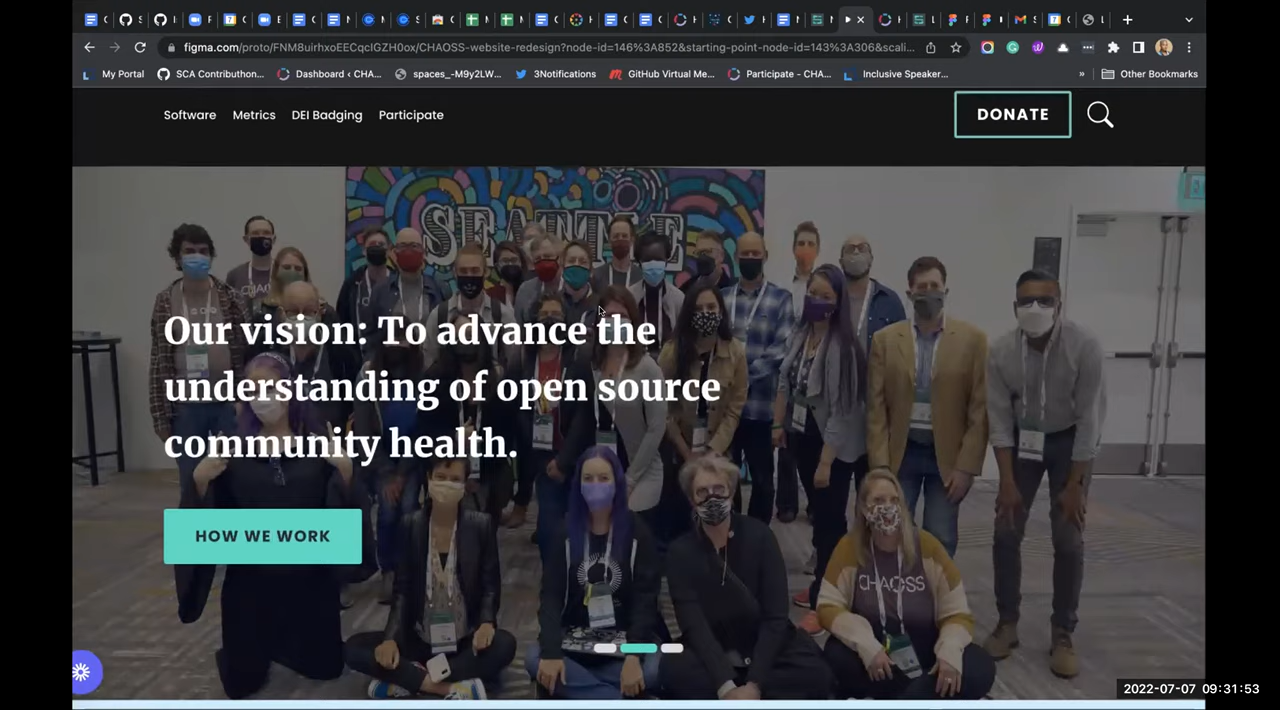 figma.com/proto/FNM8uirhxoEECqcIGZH0ox/CHAOSS-website-redesign?node-id=146%3A852&starting-point-node-id=143%3A306&scali...
My Portal
SCA Contributhon...
Dashboard ‹ CHA...
spaces_-M9y2LW...
3Notifications
GitHub Virtual Me...
Participate - CHA...
Inclusive Speaker...
»
Other Bookmarks
Software
Metrics
DEI Badging
Participate
DONATE
SEATTLE
Our vision: To advance the
understanding of open source
community health.
HOW WE WORK
CHAOSS
2022-07-07 09:31:53